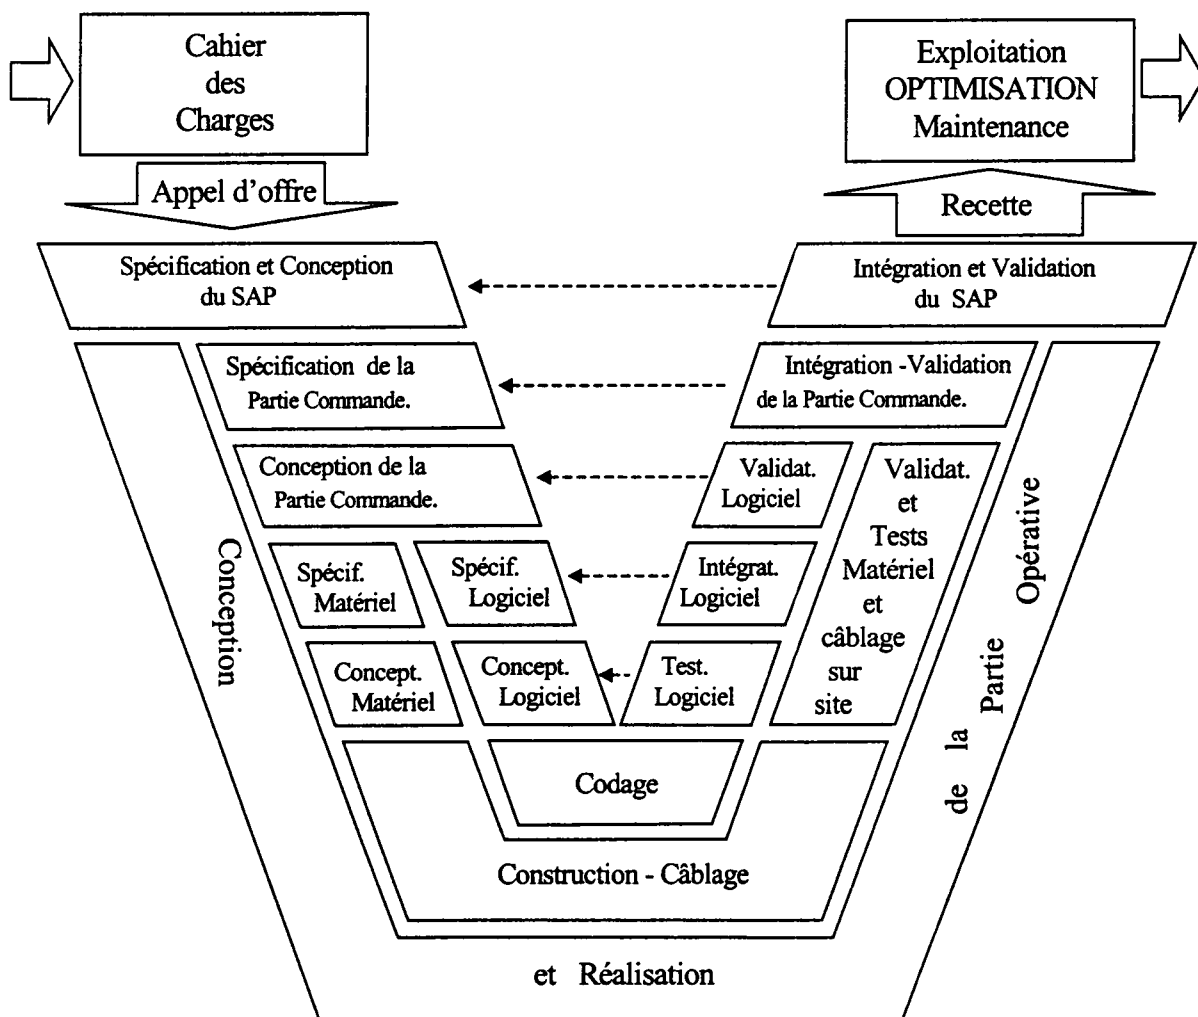 Cahier
des
Charges
Exploitation
OPTIMISATION
Maintenance
Appel d'offre
Recette
Spécification et Conception
du SAP
Intégration et Validation
du SAP
Spécification de la
Partie Commande.
Intégration -Validation
de la Partie Commande.
Conception de la
Partie Commande.
Validat.
Logiciel
Validat.
et
Tests
Matériel
et
câblage
sur
site
Spécif.
Matériel
Spécif.
Logiciel
Intégrat.
Logiciel
Concept.
Matériel
Concept.
Logiciel
Test.
Logiciel
Codage
Construction - Câblage
Conception
et Réalisation
de la Partie Opérative